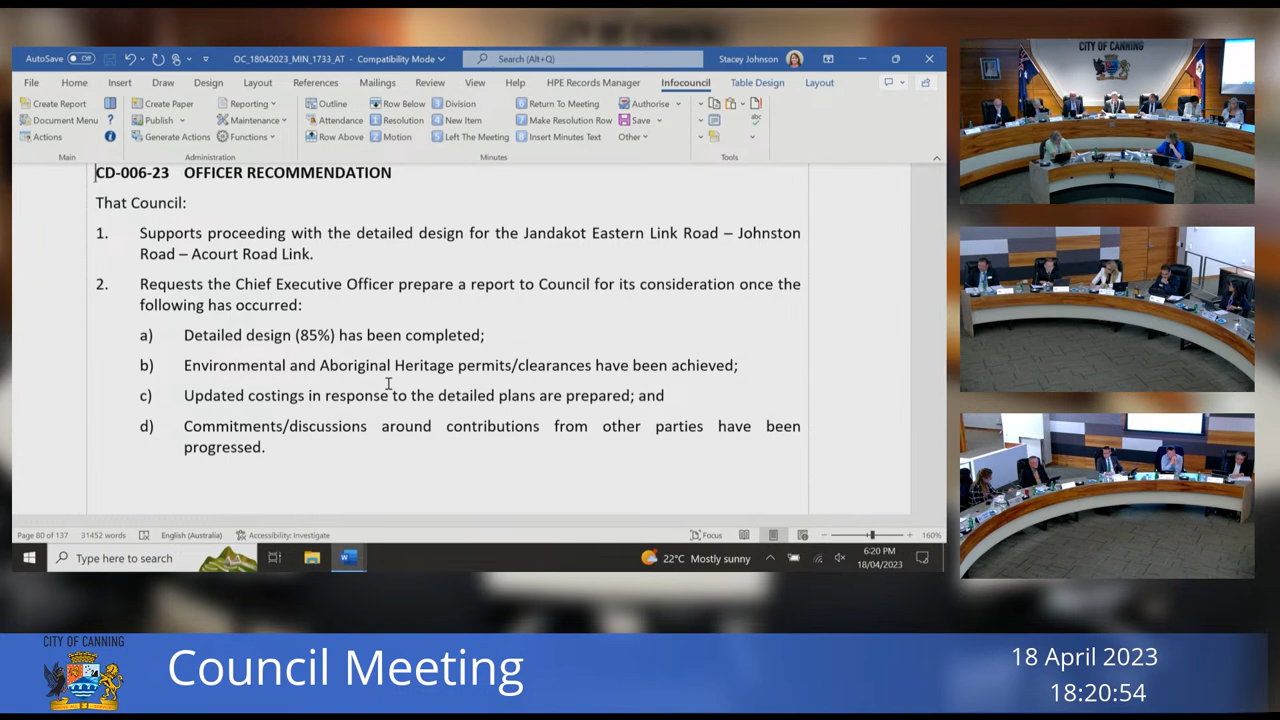 CITY OF CANNING
AutoSave Off
OC_18042023_MIN_1733_AT - Compatibility Mode
Search (Alt+Q)
Stacey Johnson
File Home Insert Draw Design Layout References Mailings Review View Help HPE Records Manager Infocouncil Table Design Layout
Create Report
Document Menu
Actions
Main
Create Paper
Publish
Generate Actions
Reporting
Maintenance
Functions
Administration
Outline
Attendance
Row Above
Row Below
Resolution
Motion
Division
New Item
Left The Meeting
Return To Meeting
Make Resolution Row
Insert Minutes Text
Minutes
Authorise
Save
Other
Tools
CD-006-23 OFFICER RECOMMENDATION
That Council:
1. Supports proceeding with the detailed design for the Jandakot Eastern Link Road – Johnston
Road – Acourt Road Link.
2. Requests the Chief Executive Officer prepare a report to Council for its consideration once the
following has occurred:
a) Detailed design (85%) has been completed;
b) Environmental and Aboriginal Heritage permits/clearances have been achieved;
c) Updated costings in response to the detailed plans are prepared; and
d) Commitments/discussions around contributions from other parties have been
progressed.
Page 80 of 137 31452 words English (Australia) Accessibility: Investigate Focus 160%
Type here to search
22°C Mostly sunny
6:20 PM
18/04/2023
CITY OF CANNING
Council Meeting
18 April 2023
18:20:54